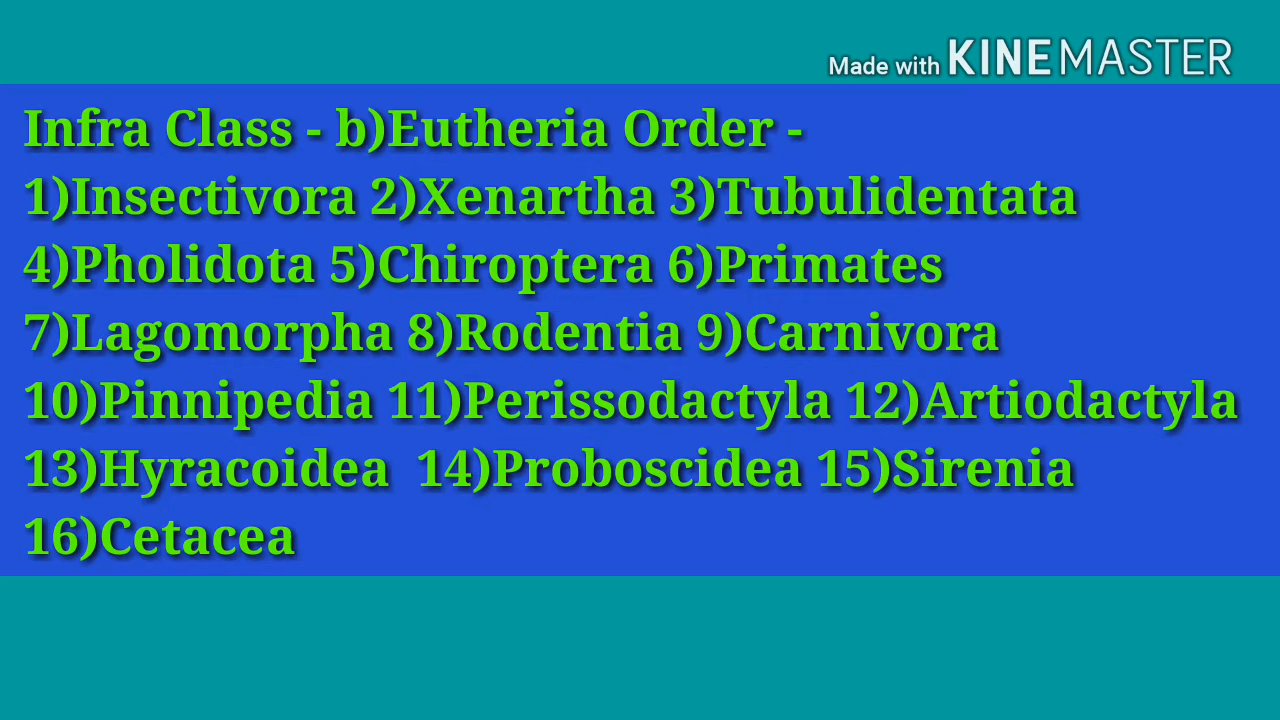 Made with KINEMASTER
Infra Class - b)Eutheria Order -
1)Insectivora 2)Xenartha 3)Tubulidentata
4)Pholidota 5)Chiroptera 6)Primates
7)Lagomorpha 8)Rodentia 9)Carnivora
10)Pinnipedia 11)Perissodactyla 12)Artiodactyla
13)Hyracoidea  14)Proboscidea 15)Sirenia
16)Cetacea